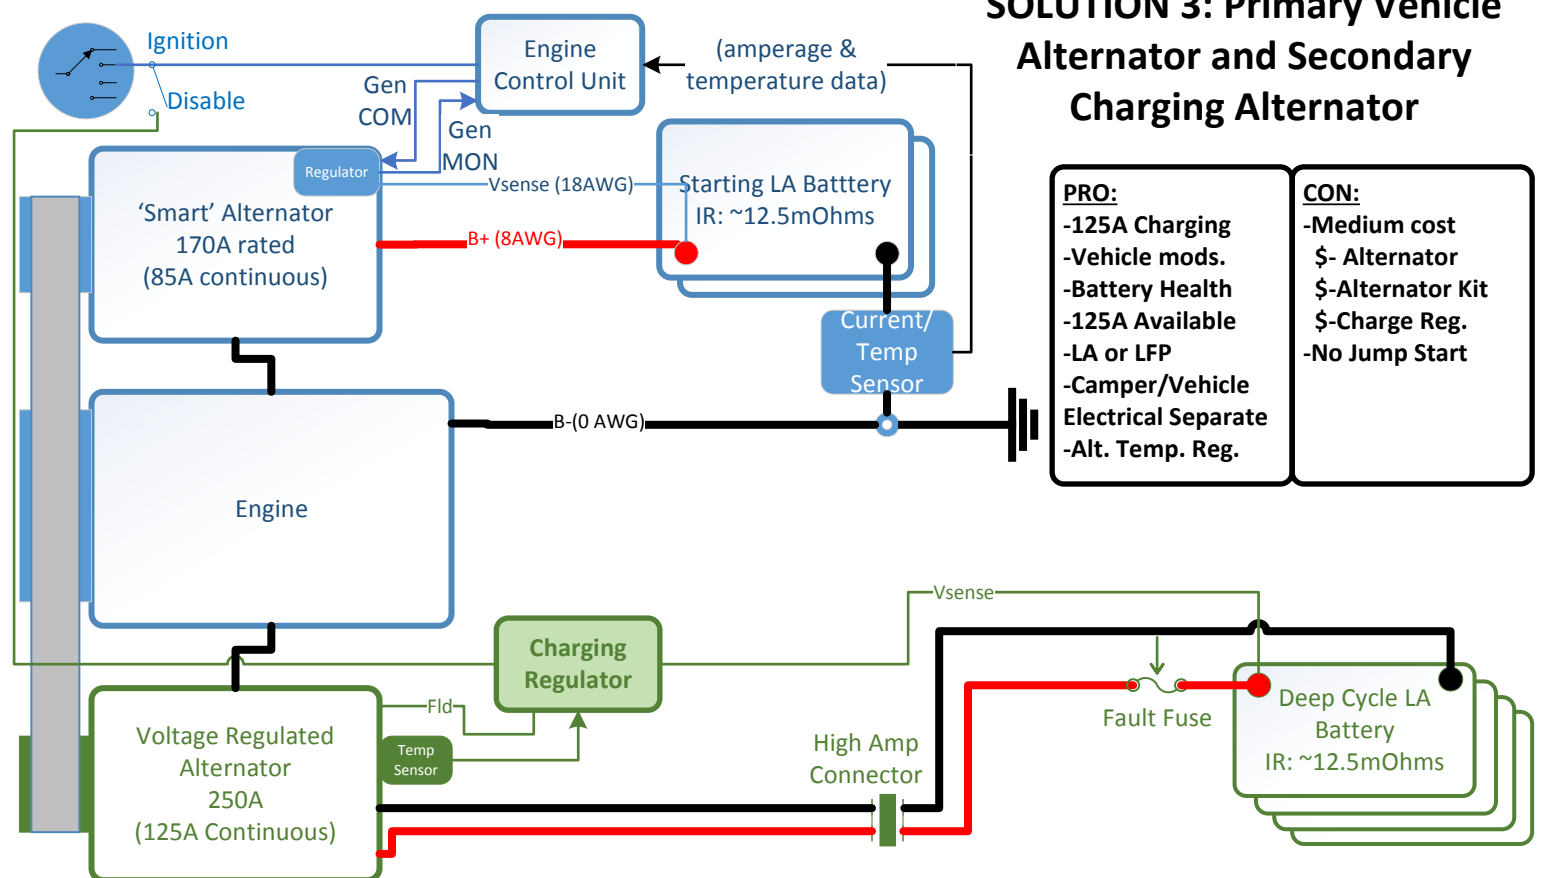 SOLUTION 3: Primary Vehicle
Alternator and Secondary
Charging Alternator
Ignition
Disable
Engine
Control Unit
(amperage &
temperature data)
Gen
COM
Gen
MON
Regulator
‘Smart’ Alternator
170A rated
(85A continuous)
Vsense (18AWG)
B+ (8AWG)
Starting LA Batttery
IR: ~12.5mOhms
Current/
Temp
Sensor
B-(0 AWG)
Engine
PRO:
-125A Charging
-Vehicle mods.
-Battery Health
-125A Available
-LA or LFP
-Camper/Vehicle
Electrical Separate
-Alt. Temp. Reg.
CON:
-Medium cost
$- Alternator
$-Alternator Kit
$-Charge Reg.
-No Jump Start
Vsense
Charging
Regulator
Fld
Temp
Sensor
Voltage Regulated
Alternator
250A
(125A Continuous)
High Amp
Connector
Fault Fuse
Deep Cycle LA
Battery
IR: ~12.5mOhms